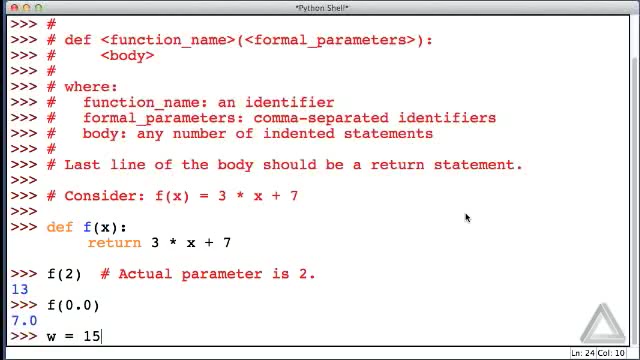 *Python Shell*
>>> #
>>> # def <function_name>(<formal_parameters>):
>>> #     <body>
>>> #
>>> # where:
>>> #   function_name: an identifier
>>> #   formal_parameters: comma-separated identifiers
>>> #   body: any number of indented statements
>>> #
>>> # Last line of the body should be a return statement.
>>>
>>> # Consider: f(x) = 3 * x + 7
>>>
>>> def f(x):
        return 3 * x + 7
>>> f(2)  # Actual parameter is 2.
13
>>> f(0.0)
7.0
>>> w = 15
Ln: 24 Col: 10